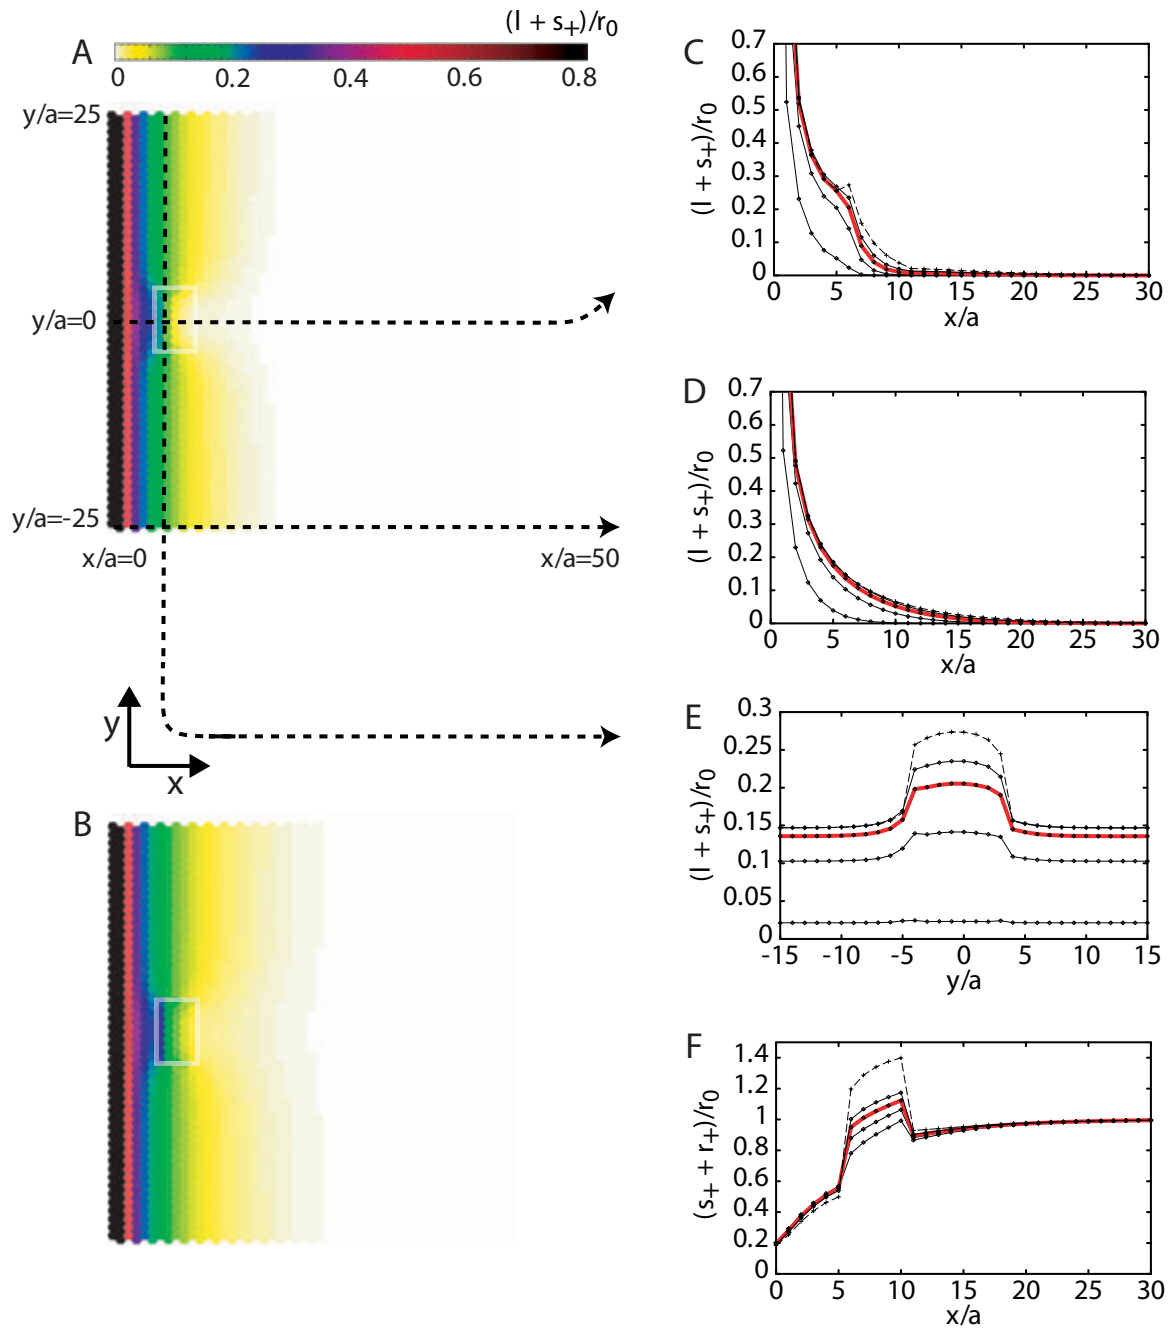 A
(l + s+)/r0
0 0.2 0.4 0.6 0.8
y/a=25
y/a=0
y/a=-25
x/a=0 x/a=50
y
x
B
C
(l + s+)/r0
0.7
0.6
0.5
0.4
0.3
0.2
0.1
0
0 5 10 15 20 25 30
x/a
D
(l + s+)/r0
0.7
0.6
0.5
0.4
0.3
0.2
0.1
0
0 5 10 15 20 25 30
x/a
E
(l + s+)/r0
0.3
0.25
0.2
0.15
0.1
0.05
0
-15 -10 -5 0 5 10 15
y/a
F
(s+ + r+)/r0
1.4
1.2
1.0
0.8
0.6
0.4
0.2
0
0 5 10 15 20 25 30
x/a